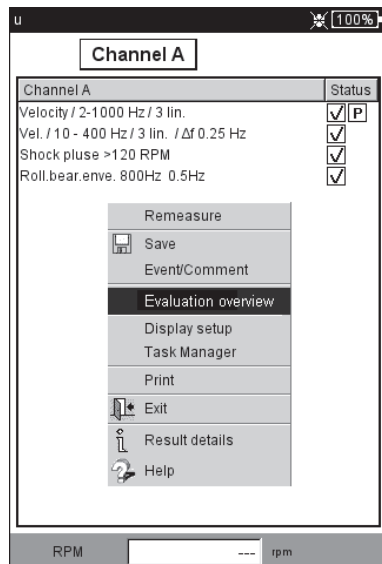 u 100%
Channel A
Channel A Status
Velocity / 2-1000 Hz / 3 lin. P
Vel. / 10 - 400 Hz / 3 lin. / Δf 0.25 Hz
Shock pluse >120 RPM
Roll.bear.enve. 800Hz 0.5Hz
Remeasure
Save
Event/Comment
Evaluation overview
Display setup
Task Manager
Print
Exit
Result details
Help
RPM --- rpm